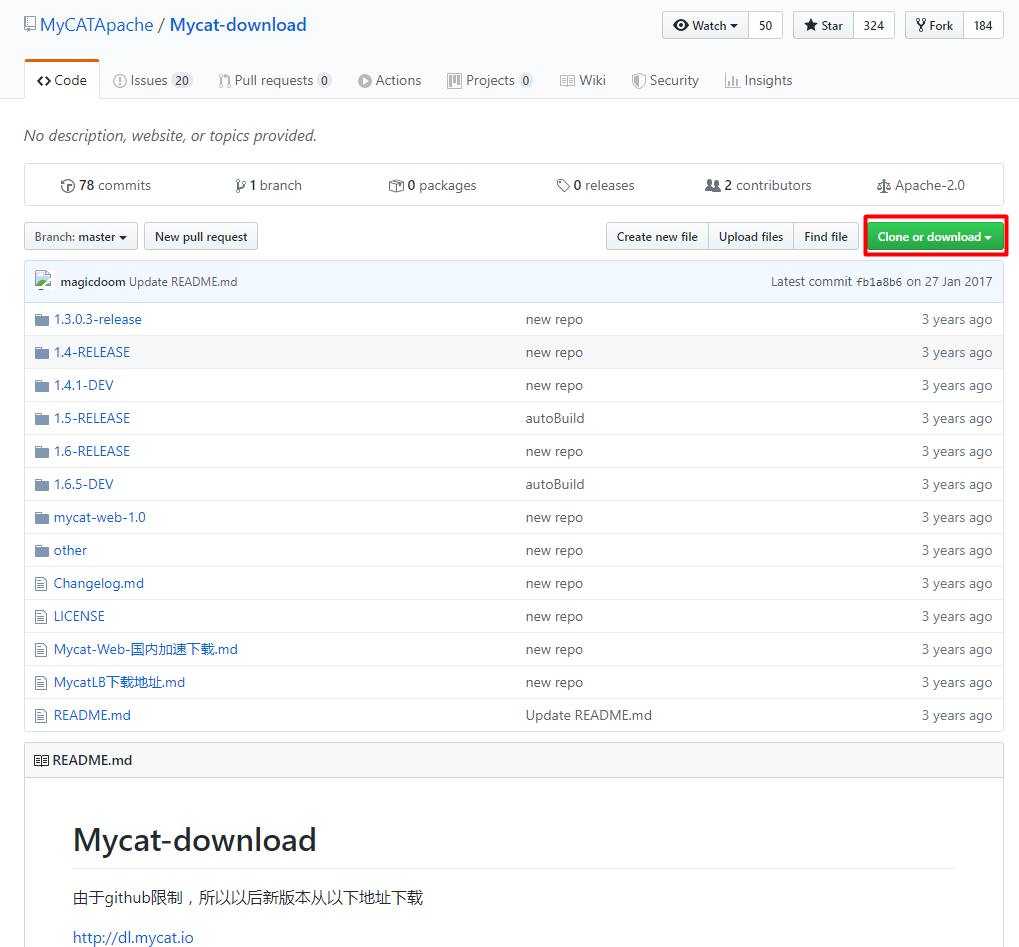 MyCATApache / Mycat-download
Watch 50 Star 324 Fork 184
Code Issues 20 Pull requests 0 Actions Projects 0 Wiki Security Insights
No description, website, or topics provided.
78 commits 1 branch 0 packages 0 releases 2 contributors Apache-2.0
Branch: master New pull request Create new file Upload files Find file Clone or download
magicdoom Update README.md Latest commit fb1a8b6 on 27 Jan 2017
1.3.0.3-release new repo 3 years ago
1.4-RELEASE new repo 3 years ago
1.4.1-DEV new repo 3 years ago
1.5-RELEASE autoBuild 3 years ago
1.6-RELEASE new repo 3 years ago
1.6.5-DEV autoBuild 3 years ago
mycat-web-1.0 new repo 3 years ago
other new repo 3 years ago
Changelog.md new repo 3 years ago
LICENSE new repo 3 years ago
Mycat-Web-国内加速下载.md new repo 3 years ago
MycatLB下载地址.md new repo 3 years ago
README.md Update README.md 3 years ago
README.md
Mycat-download
由于github限制，所以以后新版本从以下地址下载
http://dl.mycat.io